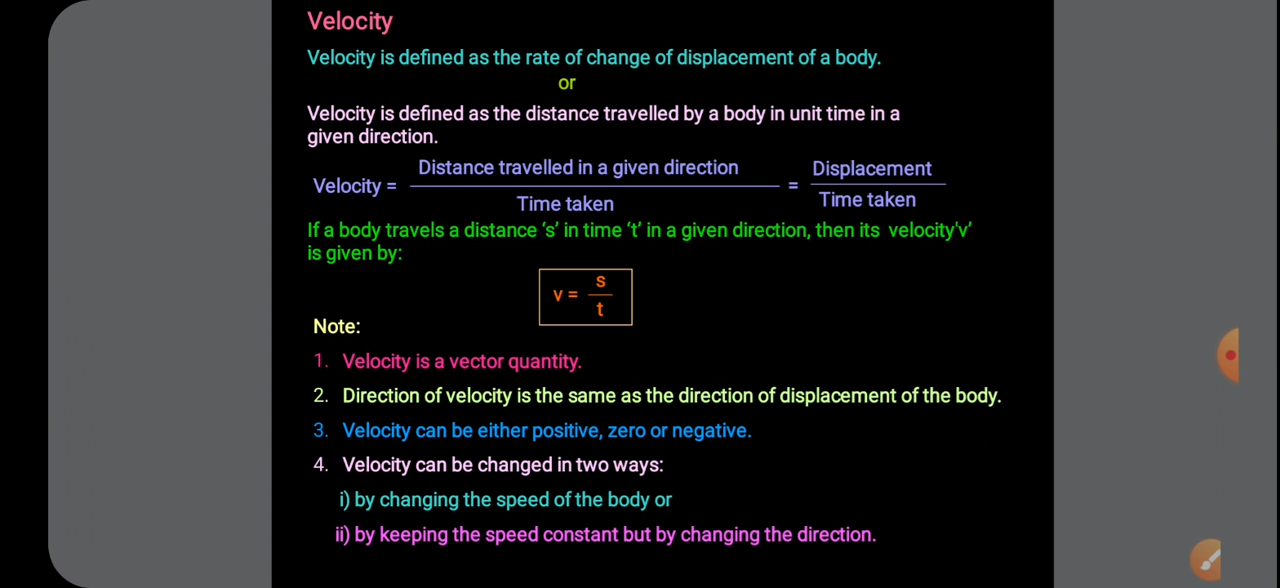 Velocity
Velocity is defined as the rate of change of displacement of a body.
or
Velocity is defined as the distance travelled by a body in unit time in a
given direction.
Velocity = Distance travelled in a given direction / Time taken = Displacement / Time taken
If a body travels a distance ‘s’ in time ‘t’ in a given direction, then its velocity'v’
is given by:
v = s / t
Note:
1. Velocity is a vector quantity.
2. Direction of velocity is the same as the direction of displacement of the body.
3. Velocity can be either positive, zero or negative.
4. Velocity can be changed in two ways:
i) by changing the speed of the body or
ii) by keeping the speed constant but by changing the direction.